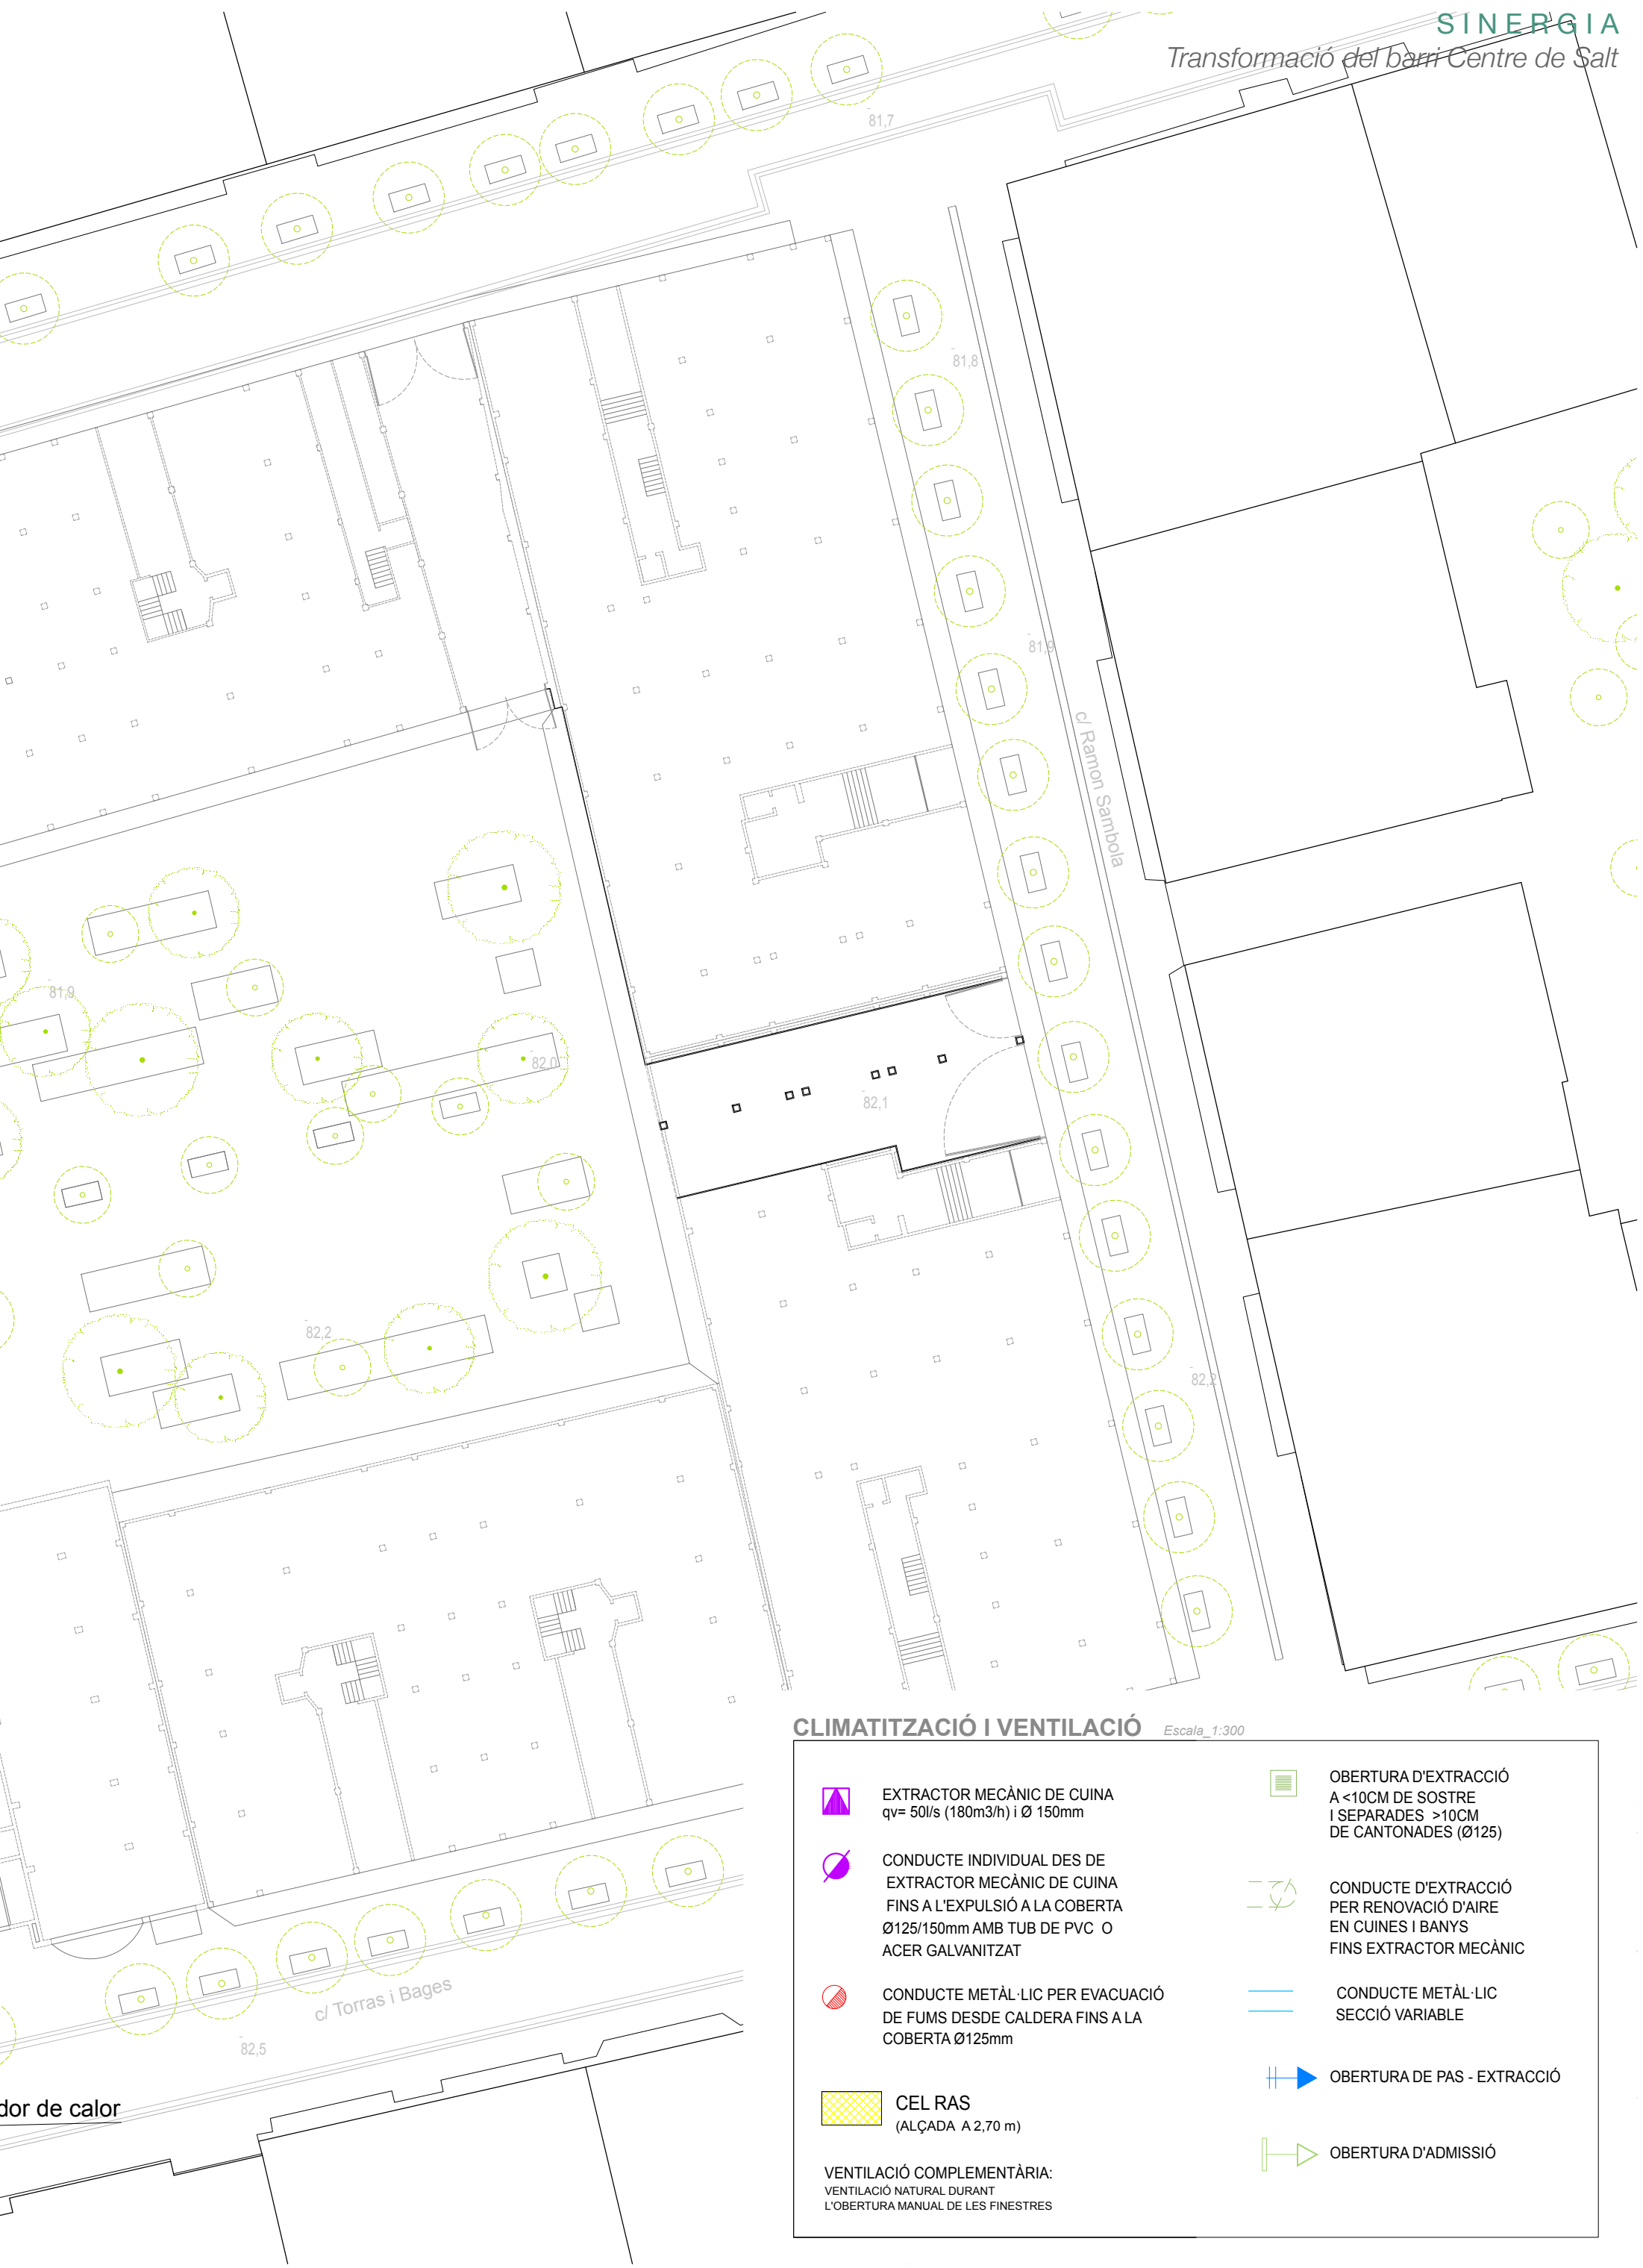 SINERGIA
Transformació del barri Centre de Salt
81,7
81,8
81,9
c/ Ramon Sambola
81,9
82,0
82,1
82,2
82,2
c/ Torras i Bages
82,5
dor de calor
CLIMATITZACIÓ I VENTILACIÓ Escala_1:300
EXTRACTOR MECÀNIC DE CUINA
qv= 50l/s (180m3/h) i Ø 150mm
CONDUCTE INDIVIDUAL DES DE
EXTRACTOR MECÀNIC DE CUINA
FINS A L'EXPULSIÓ A LA COBERTA
Ø125/150mm AMB TUB DE PVC O
ACER GALVANITZAT
CONDUCTE METÀL·LIC PER EVACUACIÓ
DE FUMS DESDE CALDERA FINS A LA
COBERTA Ø125mm
CEL RAS
(ALÇADA A 2,70 m)
VENTILACIÓ COMPLEMENTÀRIA:
VENTILACIÓ NATURAL DURANT
L'OBERTURA MANUAL DE LES FINESTRES
OBERTURA D'EXTRACCIÓ
A <10CM DE SOSTRE
I SEPARADES >10CM
DE CANTONADES (Ø125)
CONDUCTE D'EXTRACCIÓ
PER RENOVACIÓ D'AIRE
EN CUINES I BANYS
FINS EXTRACTOR MECÀNIC
CONDUCTE METÀL·LIC
SECCIÓ VARIABLE
OBERTURA DE PAS - EXTRACCIÓ
OBERTURA D'ADMISSIÓ